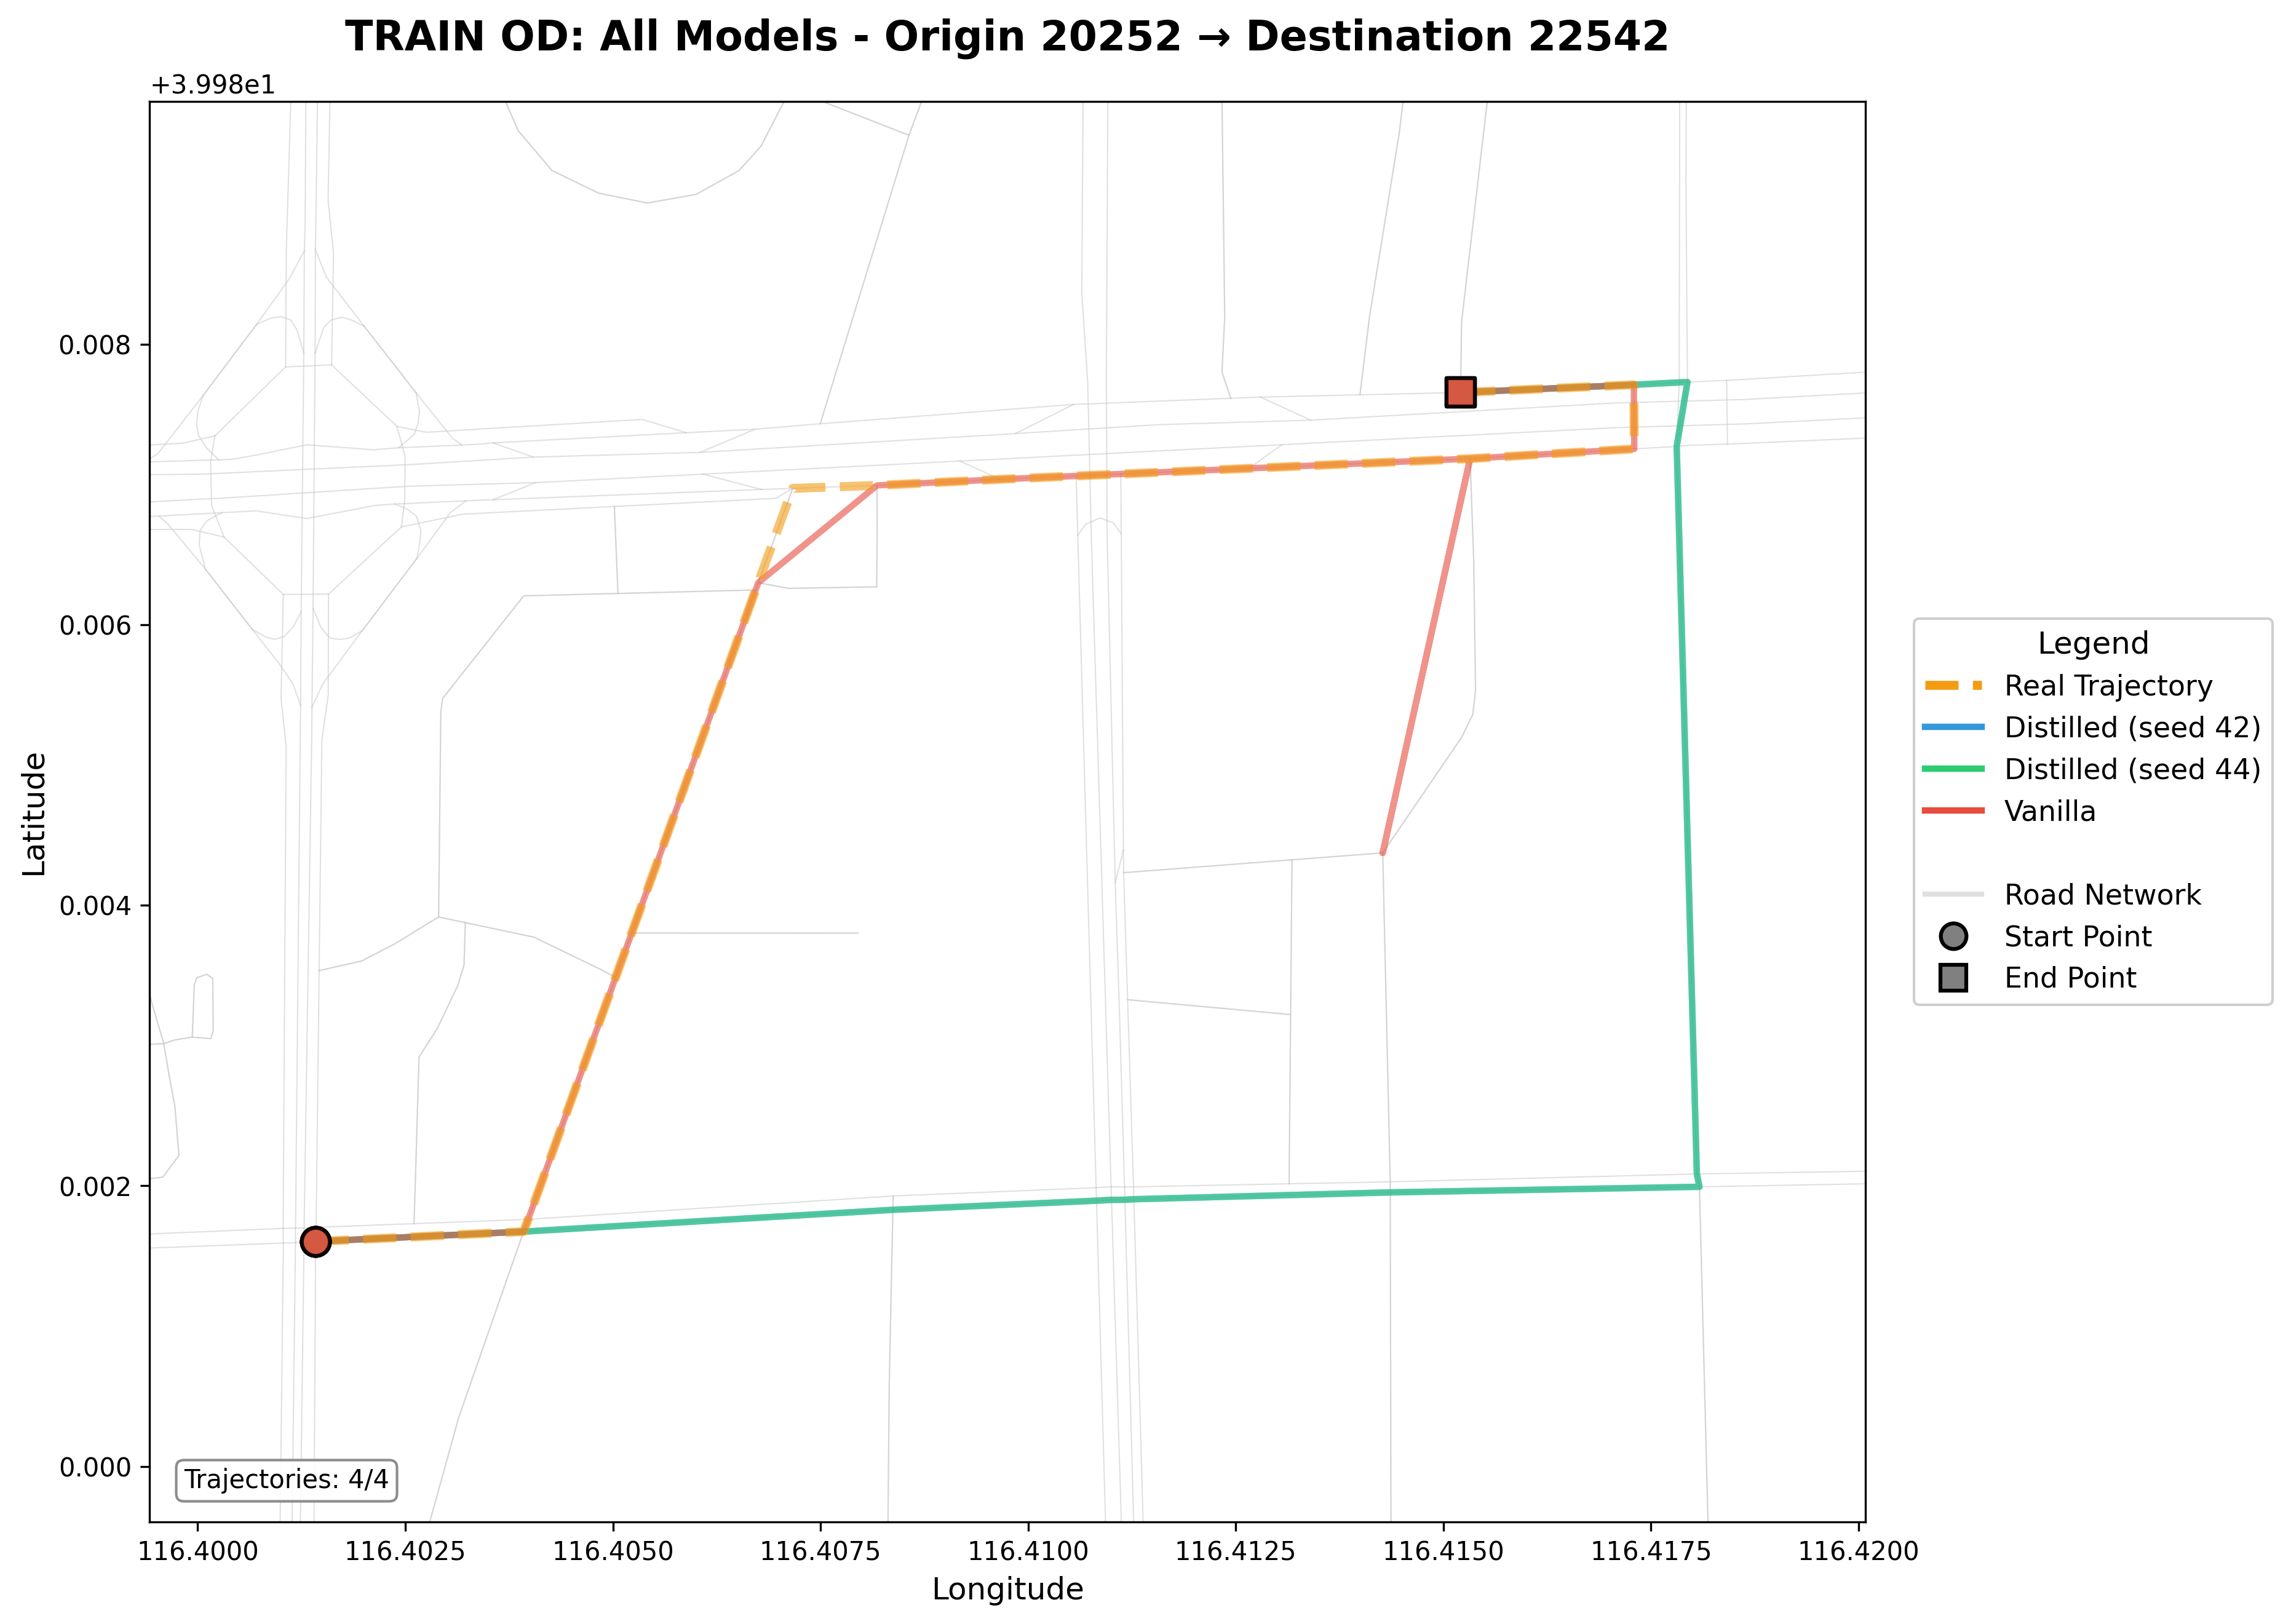 TRAIN OD: All Models - Origin 20252 → Destination 22542
+3.998e1
0.008
0.006
0.004
0.002
0.000
Latitude
Trajectories: 4/4
116.4000 116.4025 116.4050 116.4075 116.4100 116.4125 116.4150 116.4175 116.4200
Longitude
Legend
Real Trajectory
Distilled (seed 42)
Distilled (seed 44)
Vanilla
Road Network
Start Point
End Point